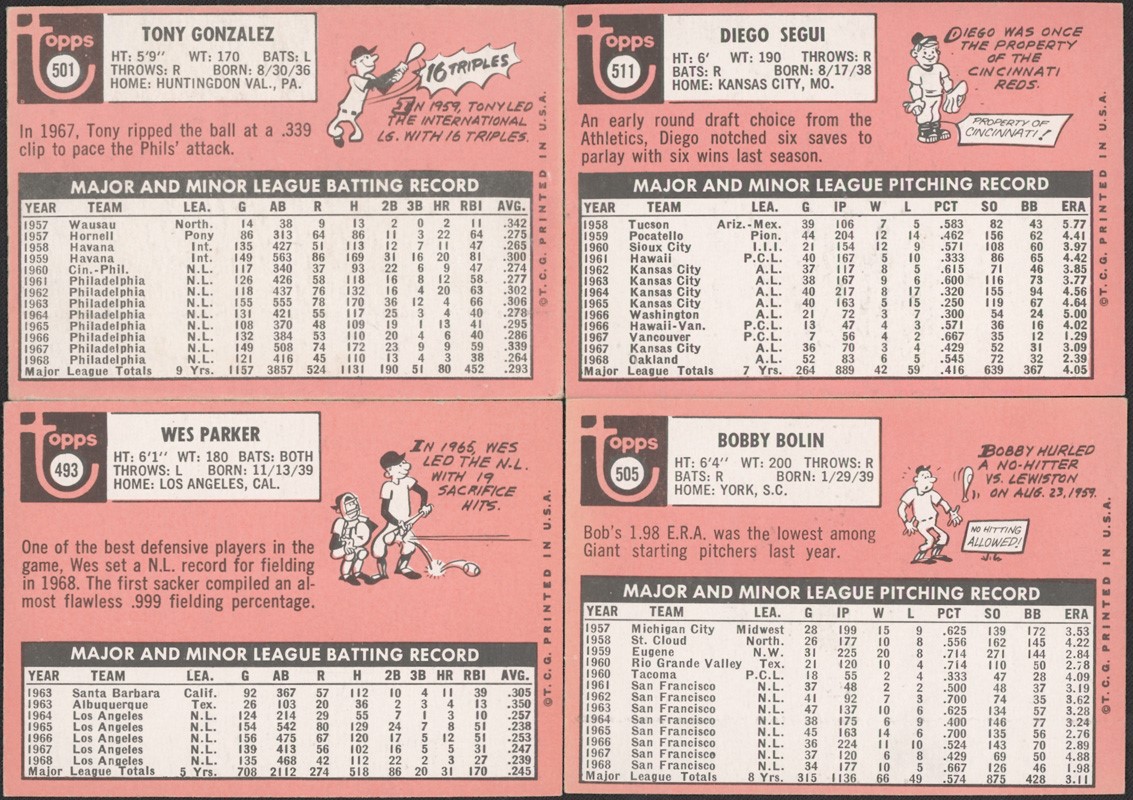 topps
501
TONY GONZALEZ
HT: 5'9" WT: 170 BATS: L
THROWS: R BORN: 8/30/36
HOME: HUNTINGDON VAL., PA.
16 TRIPLES
IN 1959, TONY LED
THE INTERNATIONAL
LG. WITH 16 TRIPLES.
In 1967, Tony ripped the ball at a .339
clip to pace the Phils' attack.
MAJOR AND MINOR LEAGUE BATTING RECORD
YEAR TEAM LEA. G AB R H 2B 3B HR RBI AVG.
1957 Wausau North. 14 38 9 13 2 0 2 11 .342
1957 Hornell Pony 86 313 64 86 11 3 22 64 .275
1958 Havana Int. 135 427 51 113 12 7 11 47 .265
1959 Havana Int. 149 563 86 169 31 16 20 81 .300
1960 Cin.-Phil. N.L. 117 340 37 93 22 6 9 47 .274
1961 Philadelphia N.L. 126 426 58 118 16 8 12 58 .277
1962 Philadelphia N.L. 118 437 76 132 16 4 20 63 .302
1963 Philadelphia N.L. 155 555 78 170 36 12 4 66 .306
1964 Philadelphia N.L. 131 421 55 117 25 3 4 40 .278
1965 Philadelphia N.L. 108 370 48 109 19 1 13 41 .295
1966 Philadelphia N.L. 132 384 53 110 20 4 6 40 .286
1967 Philadelphia N.L. 149 508 74 172 23 9 9 59 .339
1968 Philadelphia N.L. 121 416 45 110 13 4 3 38 .264
Major League Totals 9 Yrs. 1157 3857 524 1131 190 51 80 452 .293
©T.C.G. PRINTED IN U.S.A.
topps
511
DIEGO SEGUI
HT: 6' WT: 190 THROWS: R
BATS: R BORN: 8/17/38
HOME: KANSAS CITY, MO.
DIEGO WAS ONCE
THE PROPERTY
OF THE
CINCINNATI
REDS.
PROPERTY OF
CINCINNATI!
An early round draft choice from the
Athletics, Diego notched six saves to
parlay with six wins last season.
MAJOR AND MINOR LEAGUE PITCHING RECORD
YEAR TEAM LEA. G IP W L PCT SO BB ERA
1958 Tucson Ariz.-Mex. 39 106 7 5 .583 82 43 5.77
1959 Pocatello Pion. 44 204 12 14 .462 156 62 4.41
1960 Sioux City I.I.I. 21 154 12 9 .571 108 60 3.97
1961 Hawaii P.C.L. 40 167 5 10 .333 86 65 4.42
1962 Kansas City A.L. 37 117 8 5 .615 71 46 3.85
1963 Kansas City A.L. 38 167 9 6 .600 116 73 3.77
1964 Kansas City A.L. 40 217 8 17 .320 155 94 4.56
1965 Kansas City A.L. 40 163 5 15 .250 119 67 4.64
1966 Washington A.L. 21 72 3 7 .300 54 24 5.00
1966 Hawaii-Van. P.C.L. 13 47 4 3 .571 36 16 4.02
1967 Vancouver P.C.L. 7 56 4 2 .667 35 12 1.29
1967 Kansas City A.L. 36 70 3 4 .429 52 31 3.09
1968 Oakland A.L. 52 83 6 5 .545 72 32 2.39
Major League Totals 7 Yrs. 264 889 42 59 .416 639 367 4.05
©T.C.G. PRINTED IN U.S.A.
topps
493
WES PARKER
HT: 6'1" WT: 180 BATS: BOTH
THROWS: L BORN: 11/13/39
HOME: LOS ANGELES, CAL.
IN 1965, WES
LED THE N.L.
WITH 19
SACRIFICE
HITS.
One of the best defensive players in the
game, Wes set a N.L. record for fielding
in 1968. The first sacker compiled an al-
most flawless .999 fielding percentage.
MAJOR AND MINOR LEAGUE BATTING RECORD
YEAR TEAM LEA. G AB R H 2B 3B HR RBI AVG.
1963 Santa Barbara Calif. 92 367 57 112 10 4 11 39 .305
1963 Albuquerque Tex. 26 103 20 36 2 3 4 13 .350
1964 Los Angeles N.L. 124 214 29 55 7 1 3 10 .257
1965 Los Angeles N.L. 154 542 80 129 24 7 8 51 .238
1966 Los Angeles N.L. 156 475 67 120 17 5 12 51 .253
1967 Los Angeles N.L. 139 413 56 102 16 5 5 31 .247
1968 Los Angeles N.L. 135 468 42 112 22 2 3 27 .239
Major League Totals 5 Yrs. 708 2112 274 518 86 20 31 170 .245
©T.C.G. PRINTED IN U.S.A.
topps
505
BOBBY BOLIN
HT: 6'4" WT: 200 THROWS: R
BATS: R BORN: 1/29/39
HOME: YORK, S.C.
BOBBY HURLED
A NO-HITTER
VS. LEWISTON
ON AUG. 23, 1959.
NO HITTING
ALLOWED!
Bob's 1.98 E.R.A. was the lowest among
Giant starting pitchers last year.
MAJOR AND MINOR LEAGUE PITCHING RECORD
YEAR TEAM LEA. G IP W L PCT SO BB ERA
1957 Michigan City Midwest 28 199 15 9 .625 139 172 3.53
1958 St. Cloud North. 26 177 10 8 .556 162 145 4.22
1959 Eugene N.W. 31 225 20 8 .714 271 144 2.84
1960 Rio Grande Valley Tex. 21 120 10 4 .714 110 50 2.78
1960 Tacoma P.C.L. 18 55 2 4 .333 47 28 4.09
1961 San Francisco N.L. 37 48 2 2 .500 48 37 3.19
1962 San Francisco N.L. 41 92 7 3 .700 74 35 3.62
1963 San Francisco N.L. 47 137 10 6 .625 134 57 3.28
1964 San Francisco N.L. 38 175 6 9 .400 146 77 3.24
1965 San Francisco N.L. 45 163 14 6 .700 135 56 2.76
1966 San Francisco N.L. 36 224 11 10 .524 143 70 2.89
1967 San Francisco N.L. 37 120 6 8 .429 69 50 4.88
1968 San Francisco N.L. 34 177 10 5 .667 126 46 1.98
Major League Totals 8 Yrs. 315 1136 66 49 .574 875 428 3.11
©T.C.G. PRINTED IN U.S.A.